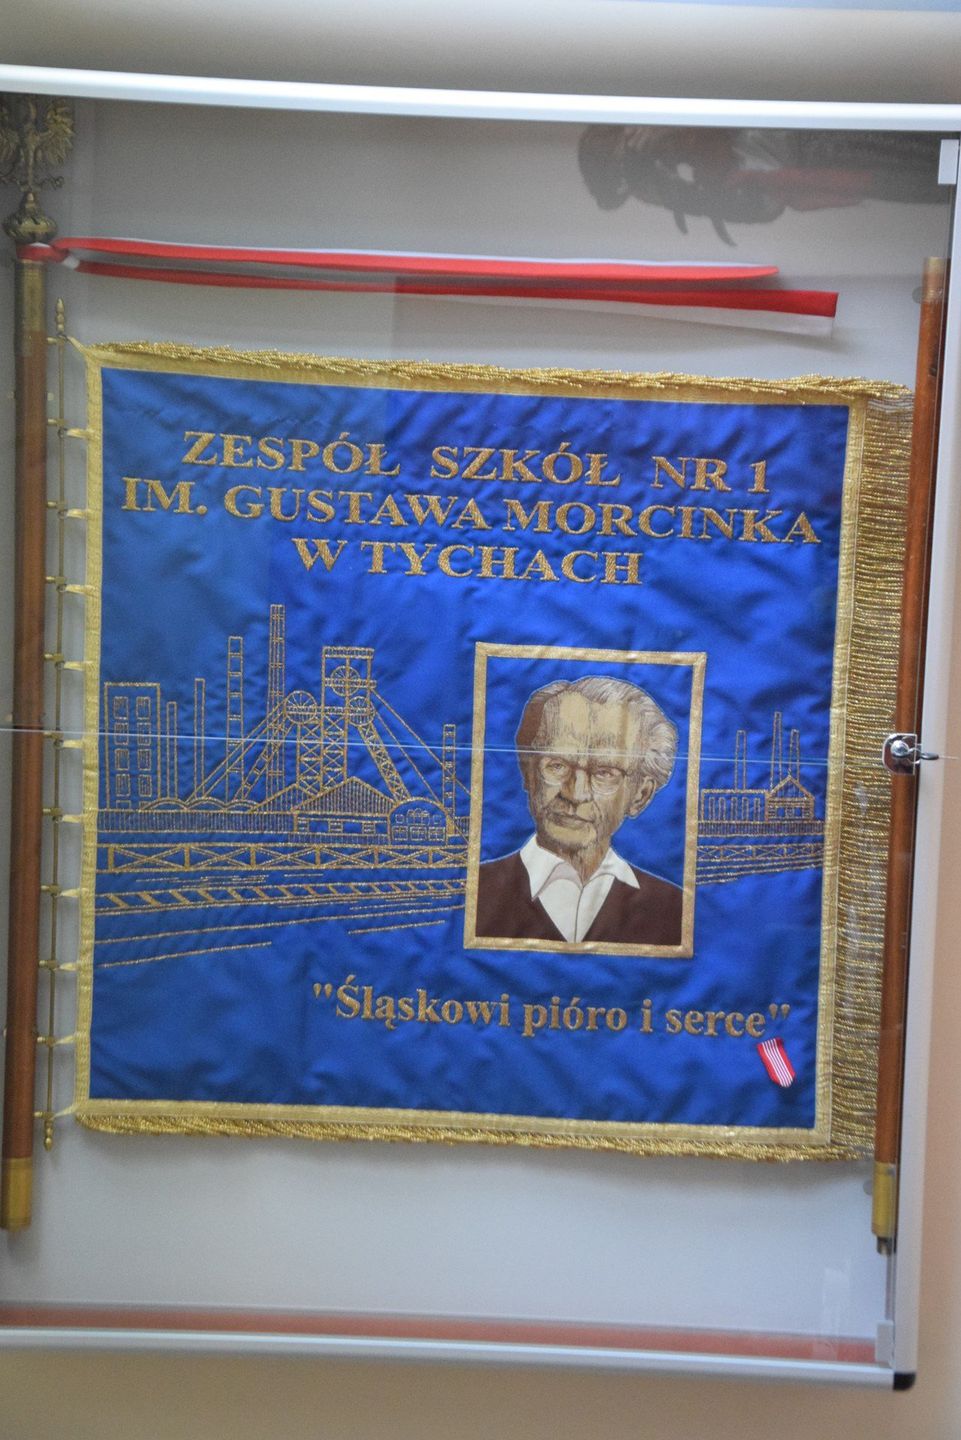 ZESPÓŁ SZKÓŁ NR 1
IM. GUSTAWA MORCINKA
W TYCHACH
"Śląskowi pióro i serce"